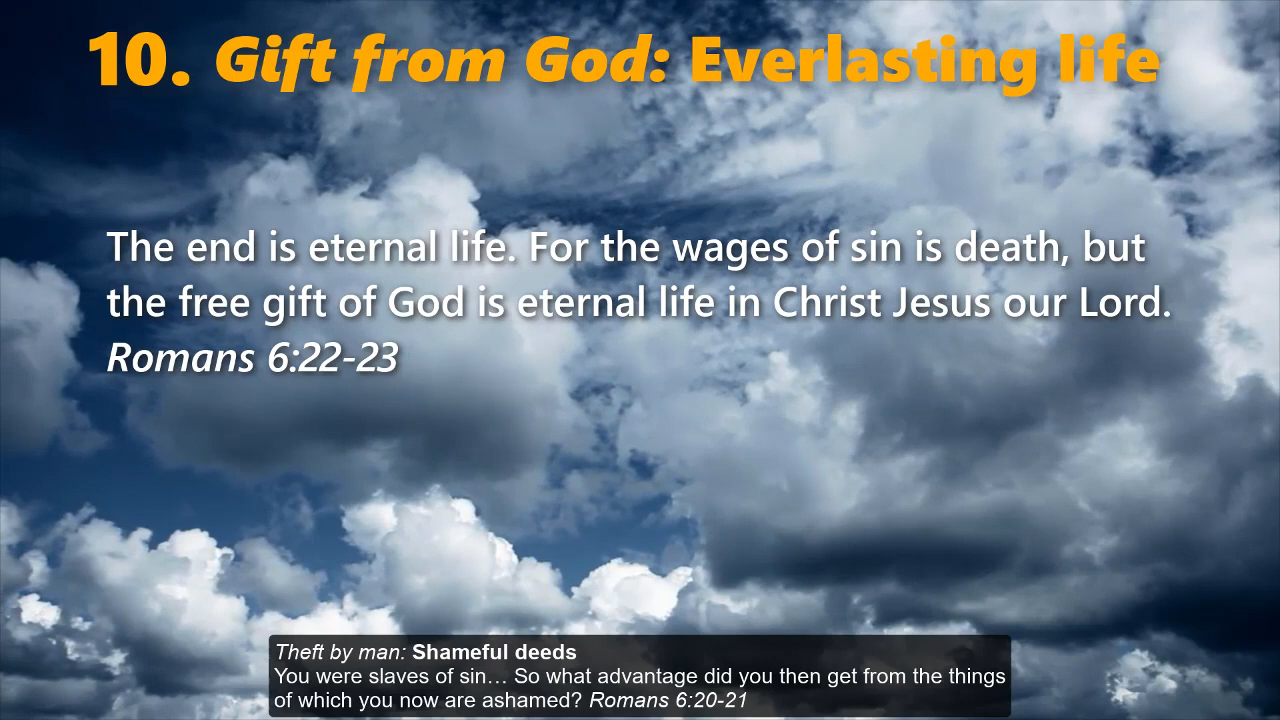 10. Gift from God: Everlasting life
The end is eternal life. For the wages of sin is death, but
the free gift of God is eternal life in Christ Jesus our Lord.
Romans 6:22-23
Theft by man: Shameful deeds
You were slaves of sin… So what advantage did you then get from the things
of which you now are ashamed? Romans 6:20-21